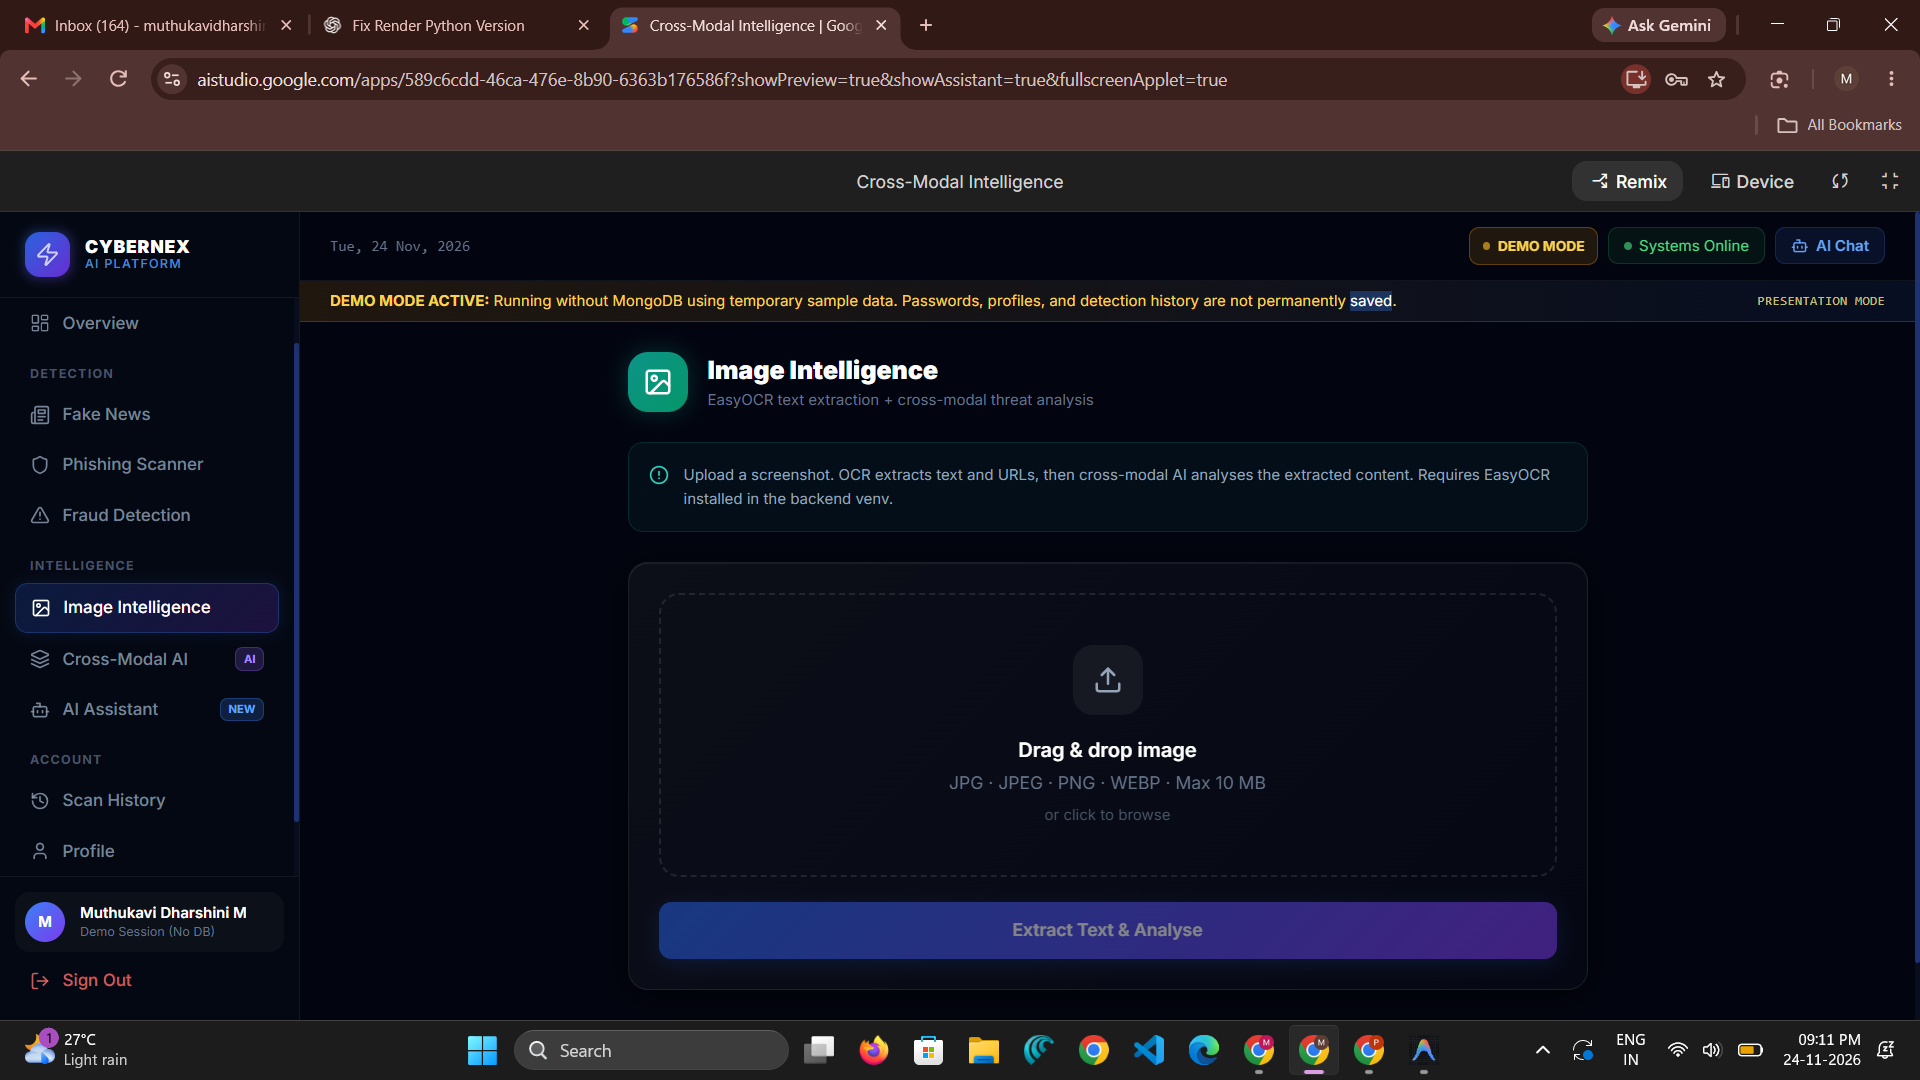 Inbox (164) - muthukavidharshi
Fix Render Python Version
Cross-Modal Intelligence | Goog
Ask Gemini
aistudio.google.com/apps/589c6cdd-46ca-476e-8b90-6363b176586f?showPreview=true&showAssistant=true&fullscreenApplet=true
M
All Bookmarks
Cross-Modal Intelligence
Remix
Device
CYBERNEX
AI PLATFORM
Tue, 24 Nov, 2026
DEMO MODE
Systems Online
AI Chat
DEMO MODE ACTIVE: Running without MongoDB using temporary sample data. Passwords, profiles, and detection history are not permanently saved.
PRESENTATION MODE
Overview
DETECTION
Fake News
Phishing Scanner
Fraud Detection
INTELLIGENCE
Image Intelligence
Cross-Modal AI
AI
AI Assistant
NEW
ACCOUNT
Scan History
Profile
M
Muthukavi Dharshini M
Demo Session (No DB)
Sign Out
Image Intelligence
EasyOCR text extraction + cross-modal threat analysis
Upload a screenshot. OCR extracts text and URLs, then cross-modal AI analyses the extracted content. Requires EasyOCR
installed in the backend venv.
Drag & drop image
JPG · JPEG · PNG · WEBP · Max 10 MB
or click to browse
Extract Text & Analyse
1
27°C
Light rain
Search
M
M
P
ENG
IN
09:11 PM
24-11-2026